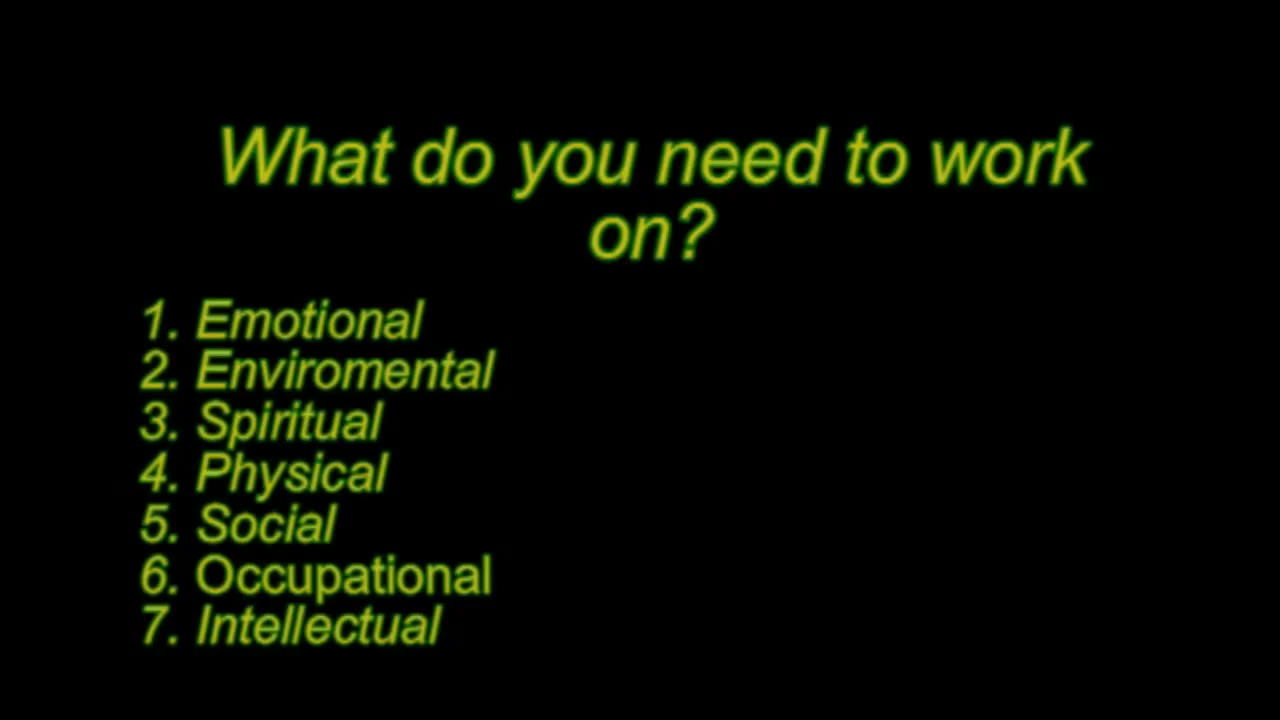 What do you need to work
on?
1. Emotional
2. Enviromental
3. Spiritual
4. Physical
5. Social
6. Occupational
7. Intellectual